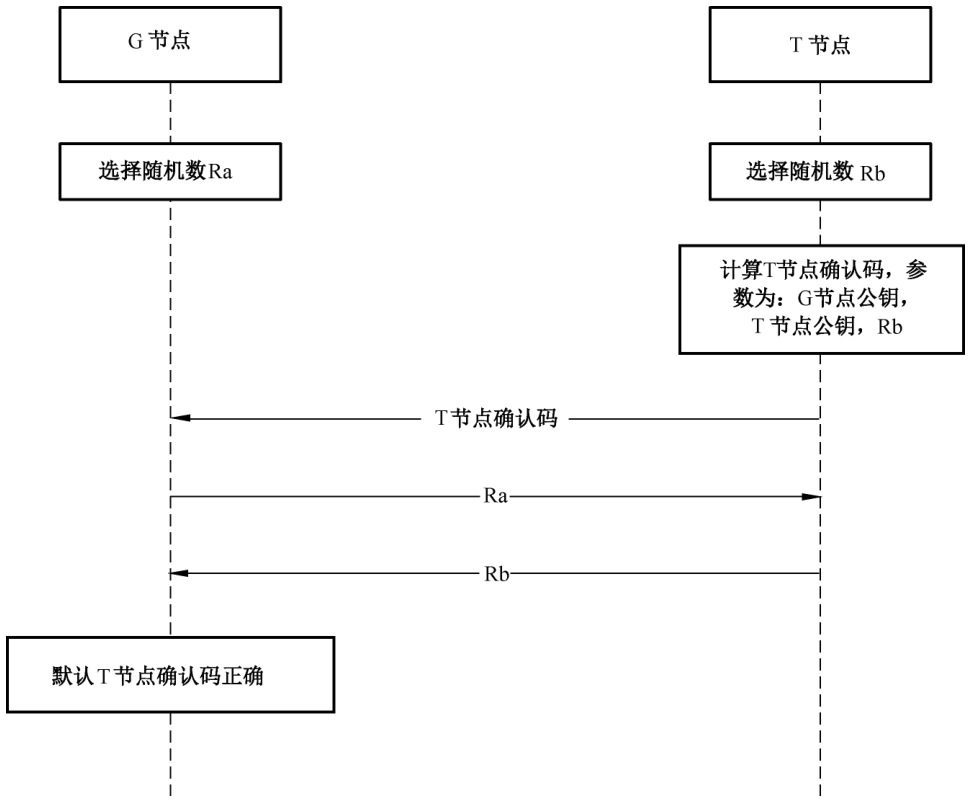 G 节点
T 节点
选择随机数Ra
选择随机数 Rb
计算T节点确认码，参
数为：G节点公钥，
T 节点公钥，Rb
T 节点确认码
Ra
Rb
默认 T 节点确认码正确